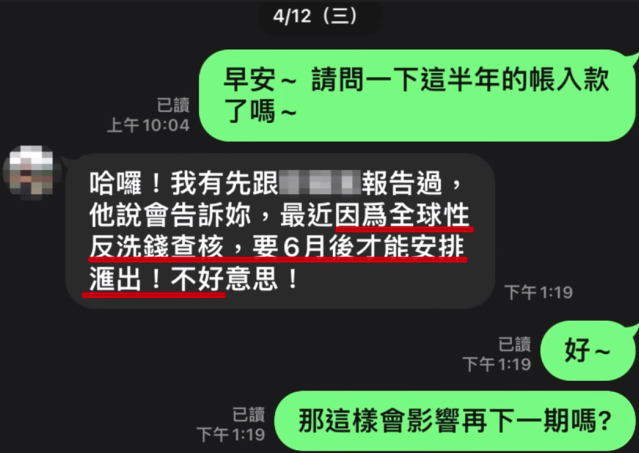 4/12（三）
早安~ 請問一下這半年的帳入款
了嗎~
已讀
上午10:04
哈囉！我有先跟報告過，
他說會告訴妳，最近因為全球性
反洗錢查核，要6月後才能安排
滙出！不好意思！
下午1:19
好~
已讀
下午1:19
那這樣會影響再下一期嗎?
已讀
下午1:19